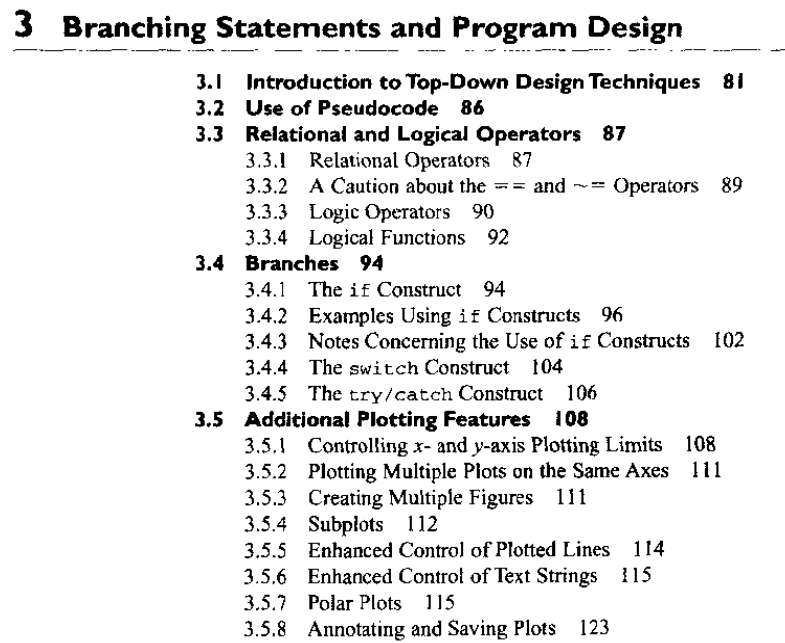 3 Branching Statements and Program Design
3.1 Introduction to Top-Down Design Techniques 81
3.2 Use of Pseudocode 86
3.3 Relational and Logical Operators 87
3.3.1 Relational Operators 87
3.3.2 A Caution about the == and ~= Operators 89
3.3.3 Logic Operators 90
3.3.4 Logical Functions 92
3.4 Branches 94
3.4.1 The if Construct 94
3.4.2 Examples Using if Constructs 96
3.4.3 Notes Concerning the Use of if Constructs 102
3.4.4 The switch Construct 104
3.4.5 The try/catch Construct 106
3.5 Additional Plotting Features 108
3.5.1 Controlling x- and y-axis Plotting Limits 108
3.5.2 Plotting Multiple Plots on the Same Axes 111
3.5.3 Creating Multiple Figures 111
3.5.4 Subplots 112
3.5.5 Enhanced Control of Plotted Lines 114
3.5.6 Enhanced Control of Text Strings 115
3.5.7 Polar Plots 115
3.5.8 Annotating and Saving Plots 123